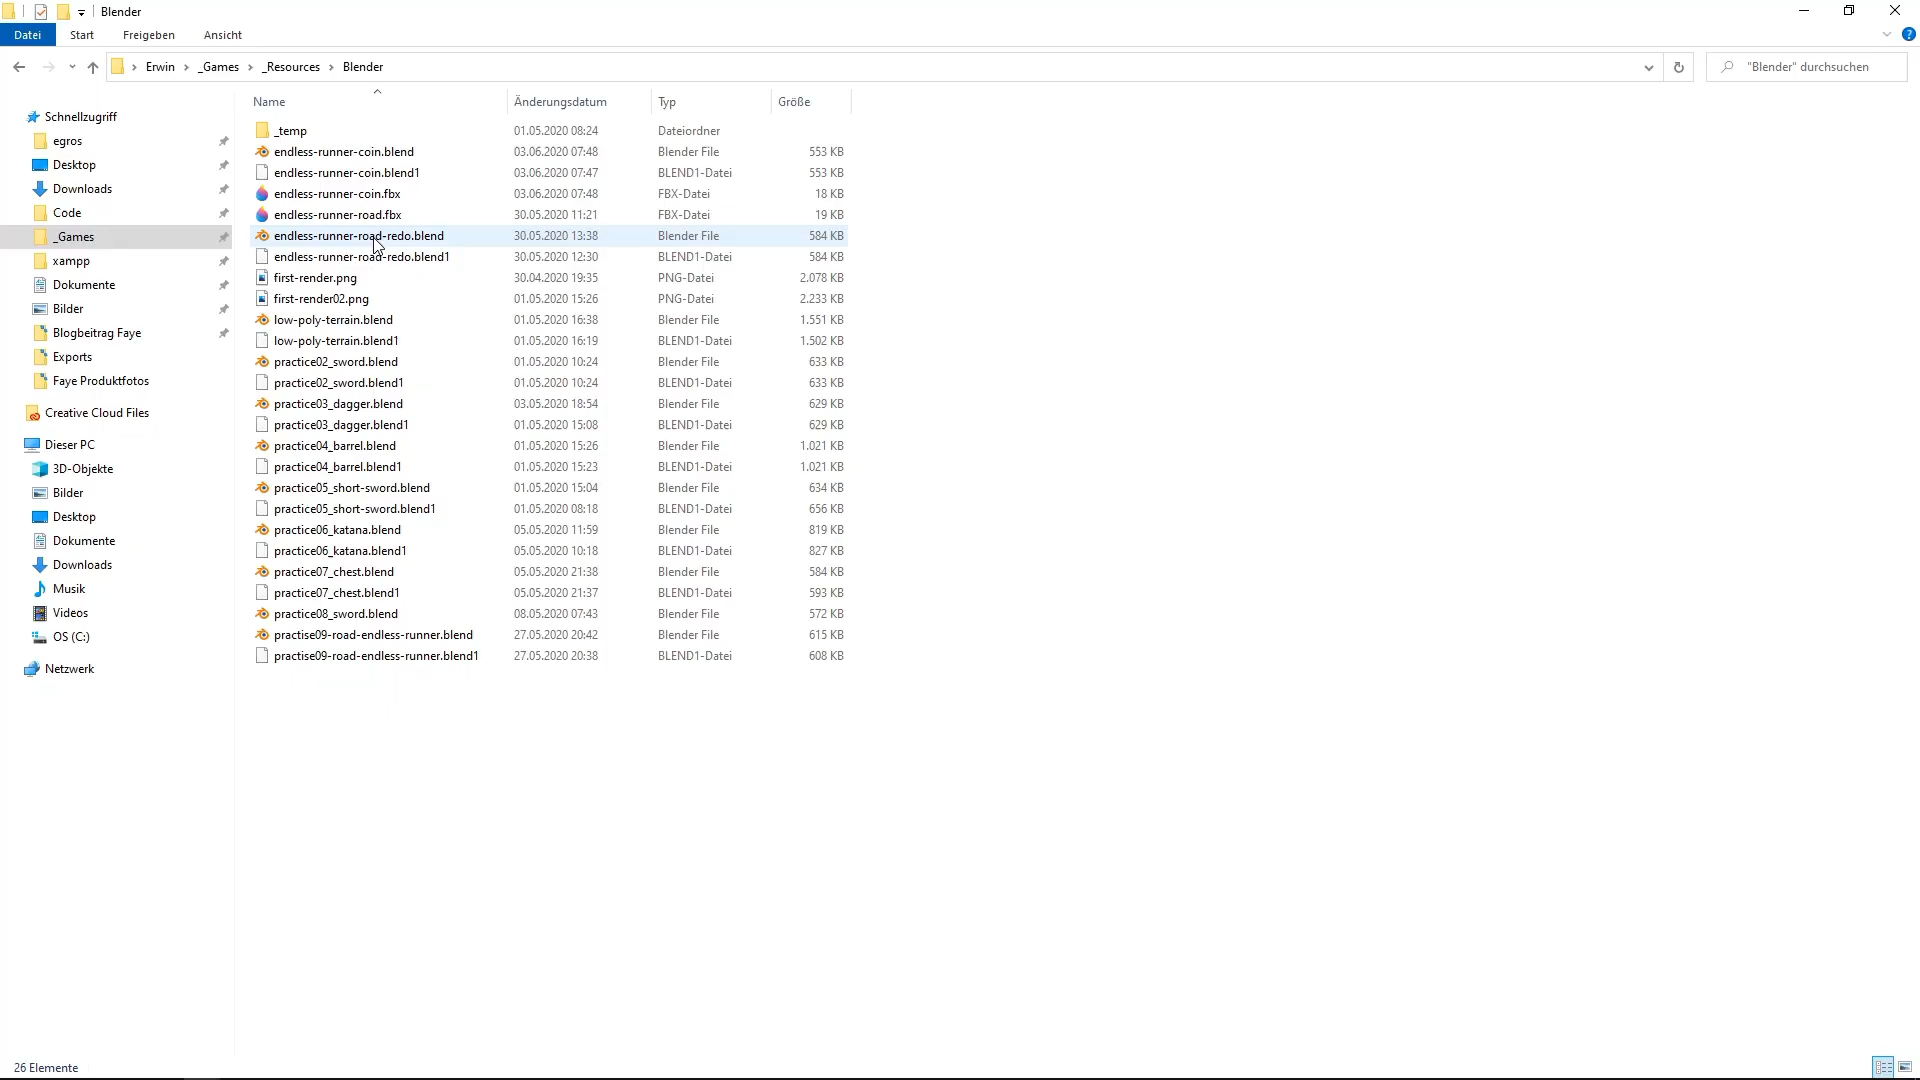 Blender
Datei Start Freigeben Ansicht
Erwin _Games _Resources Blender "Blender" durchsuchen
Name Änderungsdatum Typ Größe
Schnellzugriff
egros
Desktop
Downloads
Code
_Games
xampp
Dokumente
Bilder
Blogbeitrag Faye
Exports
Faye Produktfotos
Creative Cloud Files
Dieser PC
3D-Objekte
Bilder
Desktop
Dokumente
Downloads
Musik
Videos
OS (C:)
Netzwerk
_temp 01.05.2020 08:24 Dateiordner
endless-runner-coin.blend 03.06.2020 07:48 Blender File 553 KB
endless-runner-coin.blend1 03.06.2020 07:47 BLEND1-Datei 553 KB
endless-runner-coin.fbx 03.06.2020 07:48 FBX-Datei 18 KB
endless-runner-road.fbx 30.05.2020 11:21 FBX-Datei 19 KB
endless-runner-road-redo.blend 30.05.2020 13:38 Blender File 584 KB
endless-runner-road-redo.blend1 30.05.2020 12:30 BLEND1-Datei 584 KB
first-render.png 30.04.2020 19:35 PNG-Datei 2.078 KB
first-render02.png 01.05.2020 15:26 PNG-Datei 2.233 KB
low-poly-terrain.blend 01.05.2020 16:38 Blender File 1.551 KB
low-poly-terrain.blend1 01.05.2020 16:19 BLEND1-Datei 1.502 KB
practice02_sword.blend 01.05.2020 10:24 Blender File 633 KB
practice02_sword.blend1 01.05.2020 10:24 BLEND1-Datei 633 KB
practice03_dagger.blend 03.05.2020 18:54 Blender File 629 KB
practice03_dagger.blend1 01.05.2020 15:08 BLEND1-Datei 629 KB
practice04_barrel.blend 01.05.2020 15:26 Blender File 1.021 KB
practice04_barrel.blend1 01.05.2020 15:23 BLEND1-Datei 1.021 KB
practice05_short-sword.blend 01.05.2020 15:04 Blender File 634 KB
practice05_short-sword.blend1 01.05.2020 08:18 BLEND1-Datei 656 KB
practice06_katana.blend 05.05.2020 11:59 Blender File 819 KB
practice06_katana.blend1 05.05.2020 10:18 BLEND1-Datei 827 KB
practice07_chest.blend 05.05.2020 21:38 Blender File 584 KB
practice07_chest.blend1 05.05.2020 21:37 BLEND1-Datei 593 KB
practice08_sword.blend 08.05.2020 07:43 Blender File 572 KB
practise09-road-endless-runner.blend 27.05.2020 20:42 Blender File 615 KB
practise09-road-endless-runner.blend1 27.05.2020 20:38 BLEND1-Datei 608 KB
26 Elemente